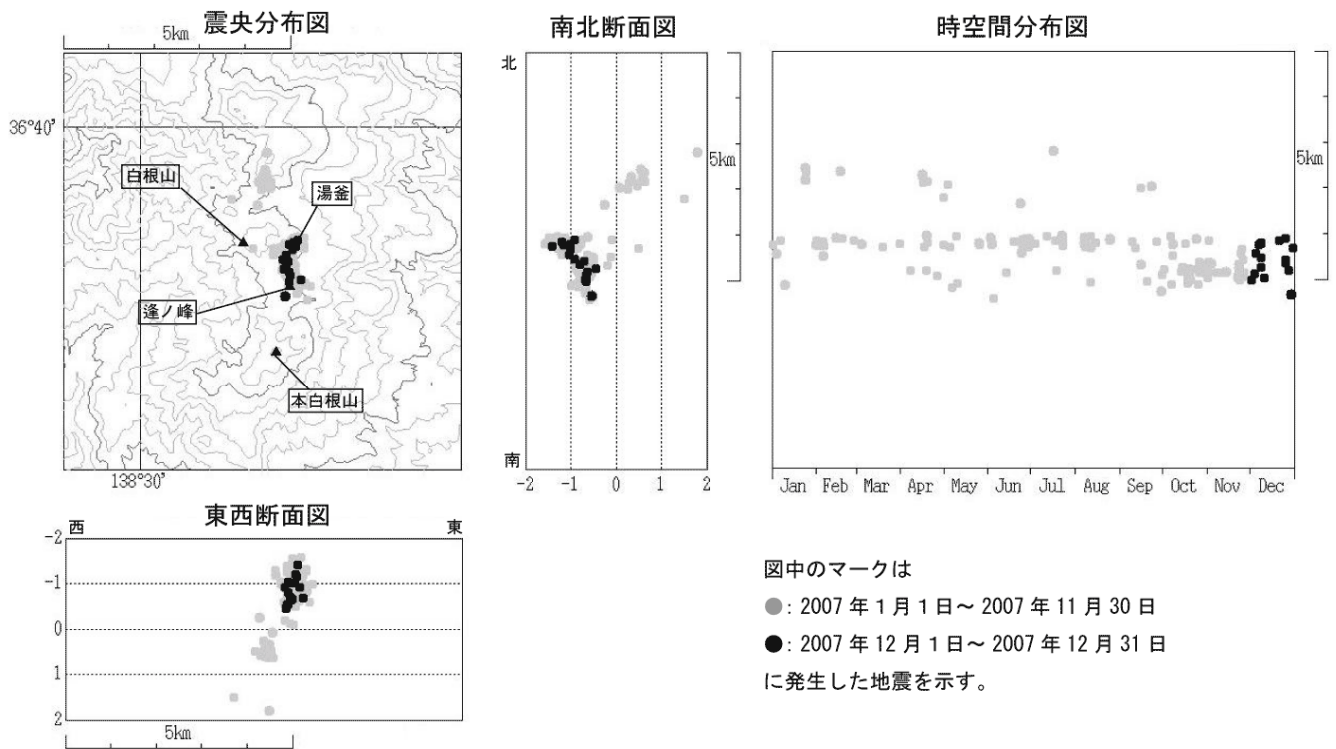 震央分布図
5km
36°40'
白根山
湯釜
逢ノ峰
本白根山
138°30'
南北断面図
北
5km
南
-2 -1 0 1 2
時空間分布図
5km
Jan Feb Mar Apr May Jun Jul Aug Sep Oct Nov Dec
東西断面図
西 東
-2
-1
0
1
2
5km
図中のマークは
●: 2007 年 1 月 1 日～ 2007 年 11 月 30 日
●: 2007 年 12 月 1 日～ 2007 年 12 月 31 日
に発生した地震を示す。